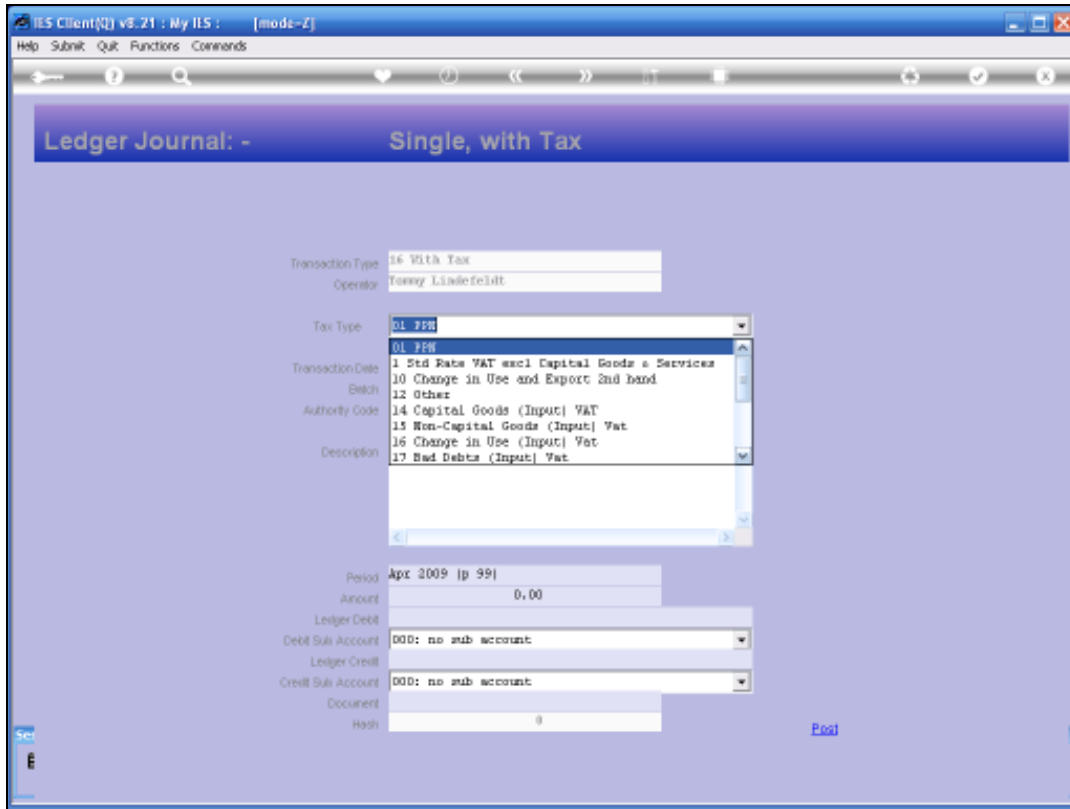 IES Client(Q) v8.21 : My IES : [mode-Z]
Help Submit Quit Functions Commands
Ledger Journal: - Single, with Tax
Transaction Type 16 With Tax
Operator Tommy Lindefeldt
Tax Type 01 PPN
01 PPN
1 Std Rate VAT excl Capital Goods & Services
Transaction Date
10 Change in Use and Export 2nd hand
Batch
12 Other
Authority Code
14 Capital Goods (Input) VAT
15 Non-Capital Goods (Input) Vat
16 Change in Use (Input) Vat
Description
17 Bad Debts (Input) Vat
Period Apr 2009 (p 99)
Amount 0.00
Ledger Debit
Debit Sub Account 000: no sub account
Ledger Credit
Credit Sub Account 000: no sub account
Document
Hash 0
Post